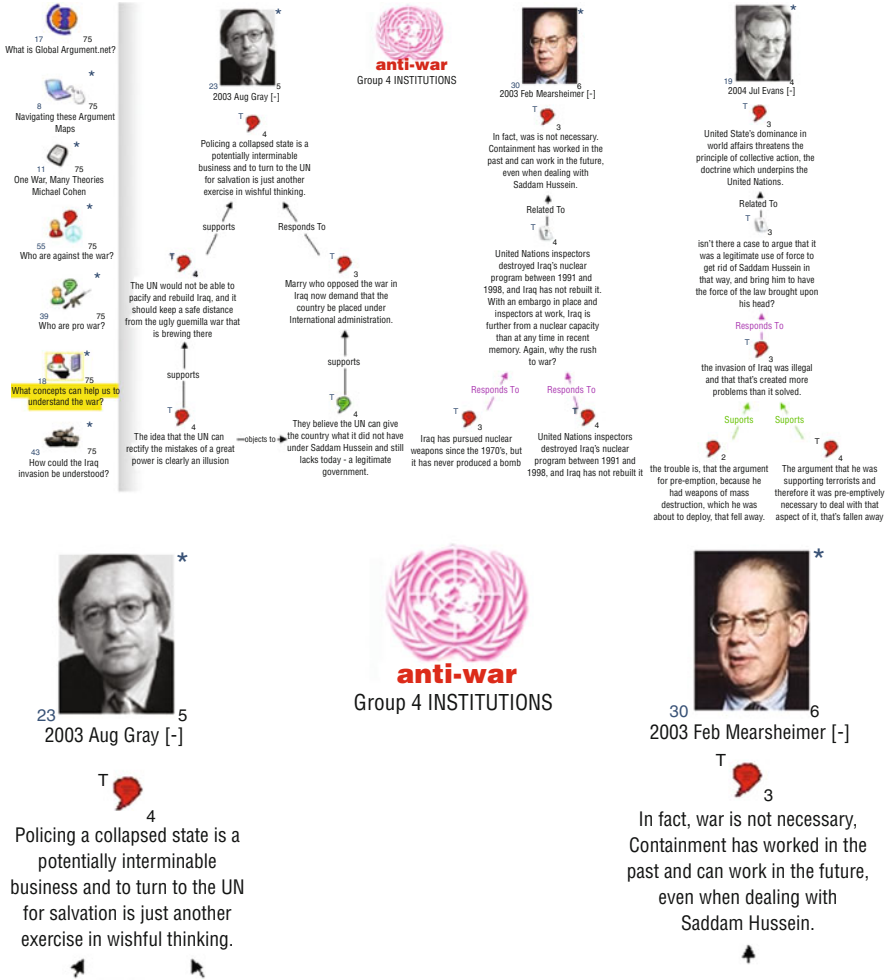 17 75
What is Global Argument.net?
*
8 75
Navigating these Argument
Maps
*
11 75
One War, Many Theories
Michael Cohen
*
55 75
Who are against the war?
*
39 75
Who are pro war?
*
18 75
What concepts can help us to
understand the war?
*
43 75
How could the Iraq
invasion be understood?
*
23 5
2003 Aug Gray [-]
T
4
Policing a collapsed state is a
potentially interminable
business and to turn to the UN
for salvation is just another
exercise in wishful thinking.
supports
Responds To
T
4
The UN would not be able to
pacify and rebuild Iraq, and it
should keep a safe distance
from the ugly guemilla war that
is brewing there
T
3
Marry who opposed the war in
Iraq now demand that the
country be placed under
International administration.
supports
supports
T
4
The idea that the UN can
rectify the mistakes of a great
power is clearly an illusion
objects to
T
4
They believe the UN can give
the country what it did not have
under Saddam Hussein and still
lacks today - a legitimate
government.
anti-war
Group 4 INSTITUTIONS
*
30 6
2003 Feb Mearsheimer [-]
T
3
In fact, was is not necessary.
Containment has worked in the
past and can work in the future,
even when dealing with
Saddam Hussein.
Related To
T
4
United Nations inspectors
destroyed Iraq's nuclear
program between 1991 and
1998, and Iraq has not rebuilt it.
With an embargo in place and
inspectors at work, Iraq is
further from a nuclear capacity
than at any time in recent
memory. Again, why the rush
to war?
Responds To
Responds To
T
3
Iraq has pursued nuclear
weapons since the 1970's, but
it has never produced a bomb
T
4
United Nations inspectors
destroyed Iraq's nuclear
program between 1991 and
1998, and Iraq has not rebuilt it
*
19 4
2004 Jul Evans [-]
T
3
United State's dominance in
world affairs threatens the
principle of collective action, the
doctrine which underpins the
United Nations.
Related To
T
3
isn't there a case to argue that it
was a legitimate use of force to
get rid of Saddam Hussein in
that way, and bring him to have
the force of the law brought upon
his head?
Responds To
T
3
the invasion of Iraq was illegal
and that that's created more
problems than it solved.
Suports
Suports
2
the trouble is, that the argument
for pre-emption, because he
had weapons of mass
destruction, which he was
about to deploy, that fell away.
T
4
The argument that he was
supporting terrorists and
therefore it was pre-emptively
necessary to deal with that
aspect of it, that's fallen away
*
23 5
2003 Aug Gray [-]
T
4
Policing a collapsed state is a
potentially interminable
business and to turn to the UN
for salvation is just another
exercise in wishful thinking.
anti-war
Group 4 INSTITUTIONS
*
30 6
2003 Feb Mearsheimer [-]
T
3
In fact, war is not necessary,
Containment has worked in the
past and can work in the future,
even when dealing with
Saddam Hussein.